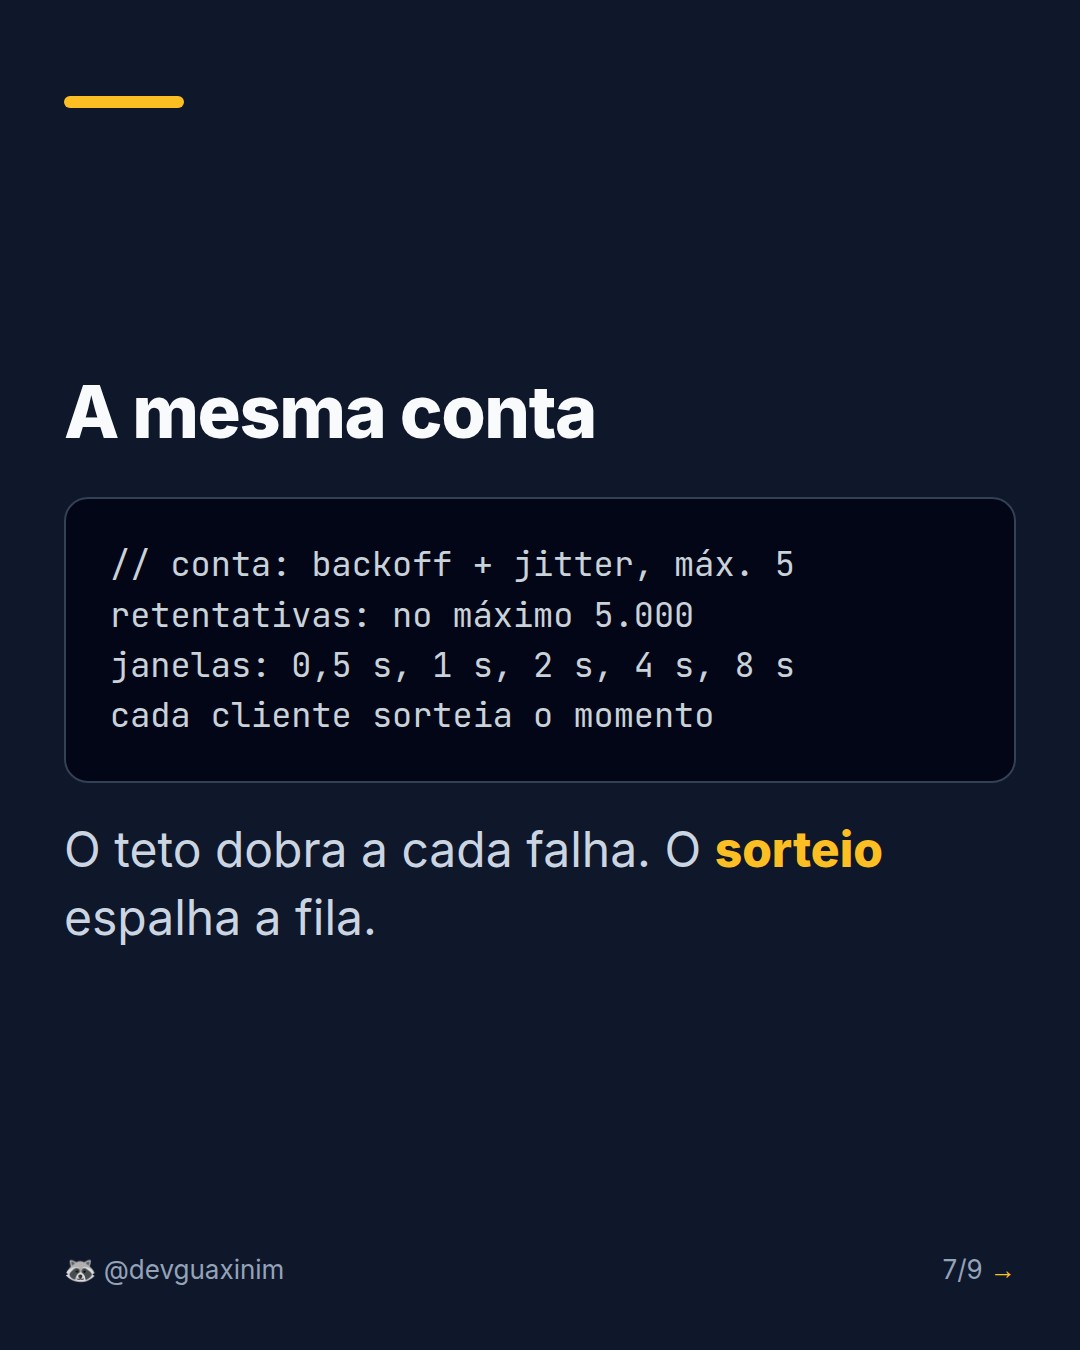 A mesma conta
// conta: backoff + jitter, máx. 5
retentativas: no máximo 5.000
janelas: 0,5 s, 1 s, 2 s, 4 s, 8 s
cada cliente sorteia o momento
O teto dobra a cada falha. O sorteio
espalha a fila.
🦝 @devguaxinim
7/9 →